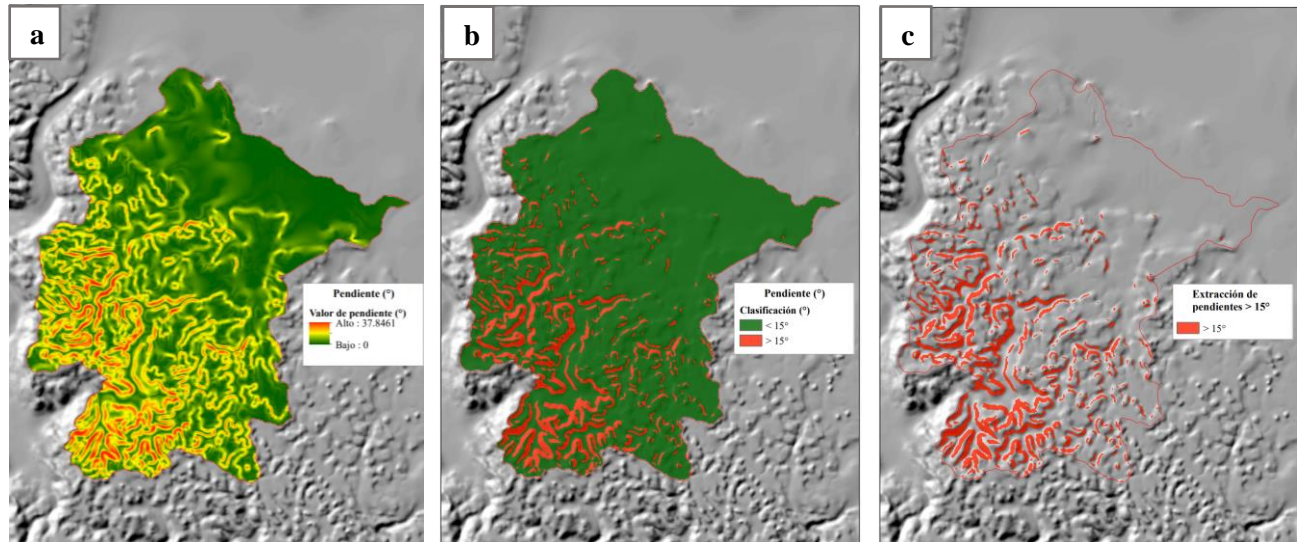 a
Pendiente (°)
Valor de pendiente (°)
Alto : 37.8461
Bajo : 0
b
Pendiente (°)
Clasificación (°)
< 15°
> 15°
c
Extracción de
pendientes > 15°
> 15°